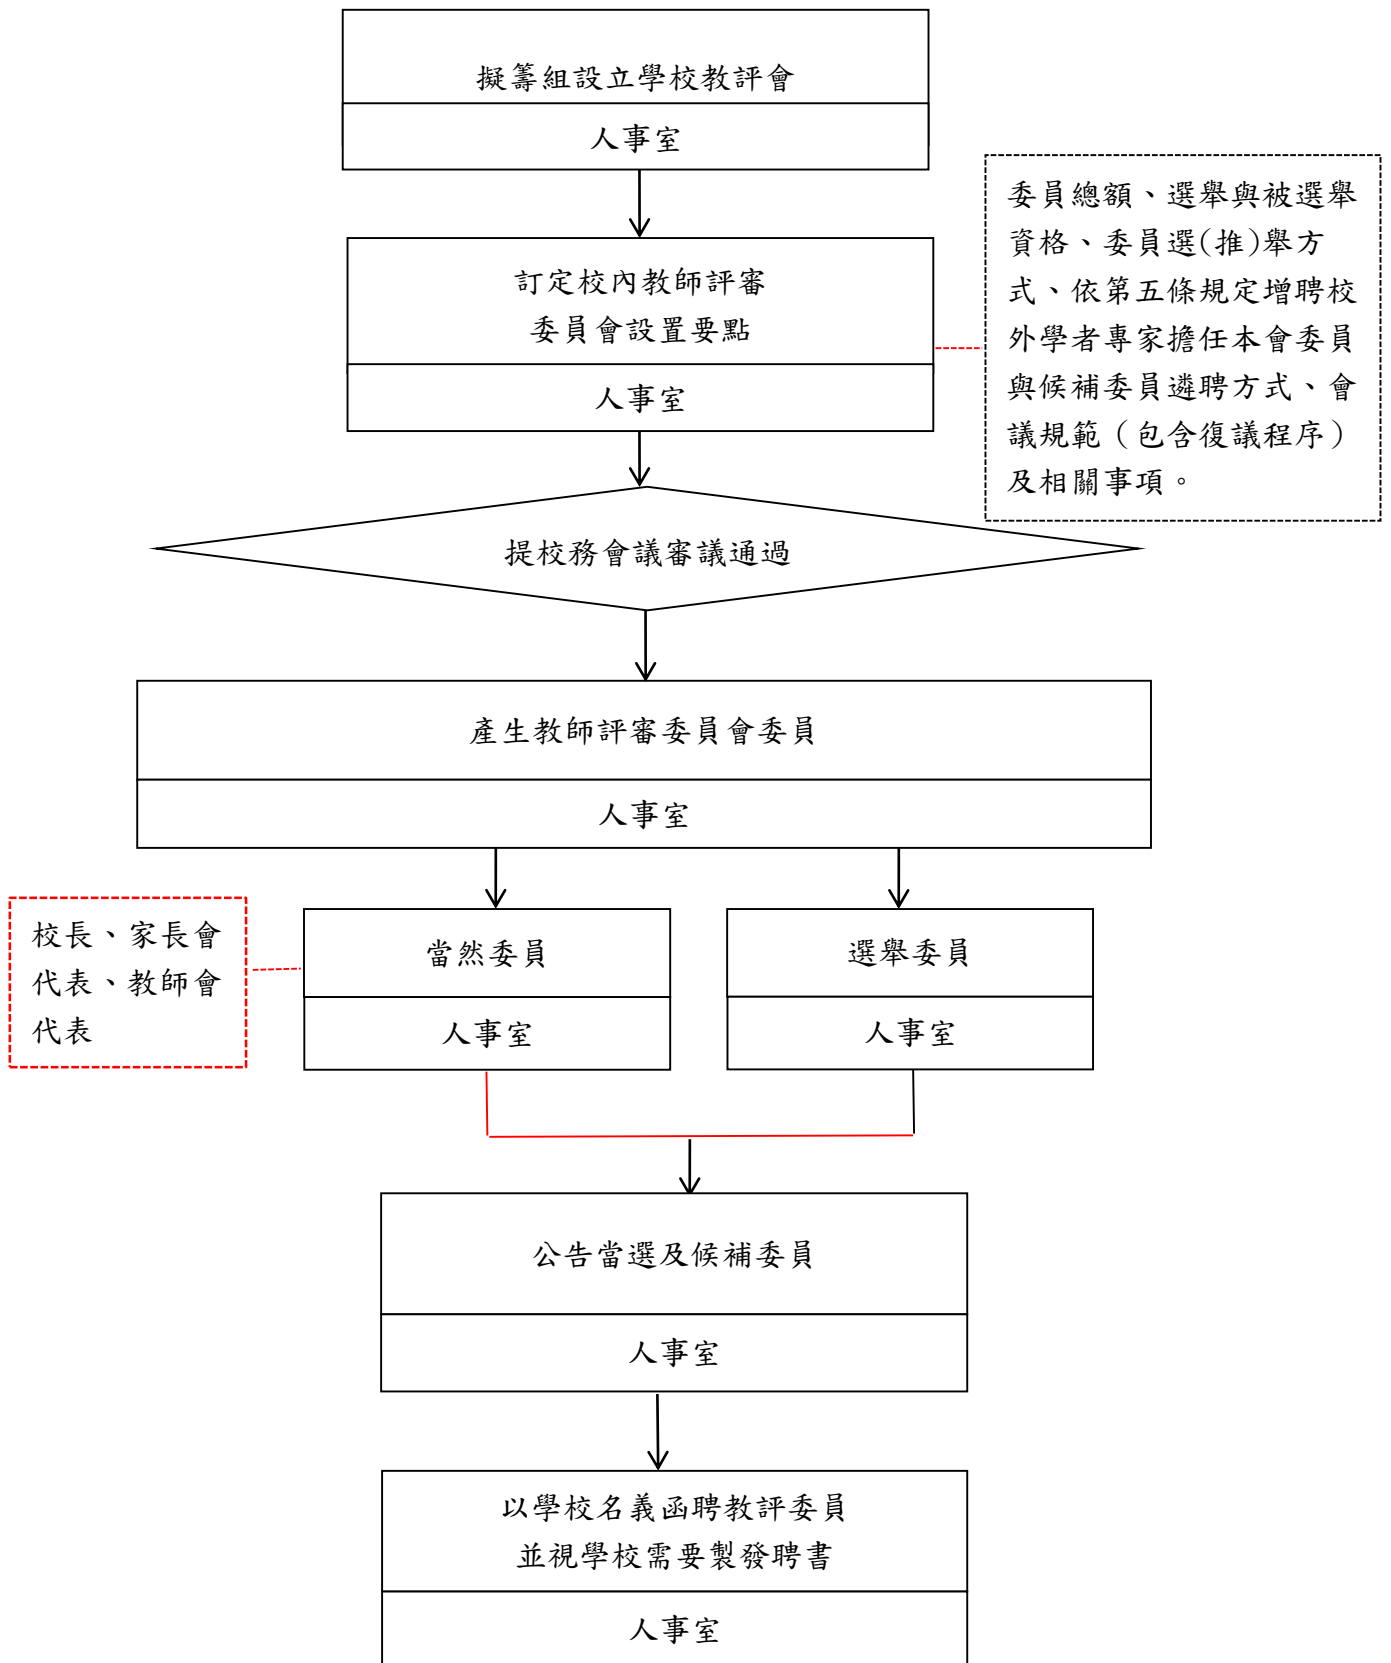 擬籌組設立學校教評會
人事室
訂定校內教師評審
委員會設置要點
人事室
委員總額、選舉與被選舉
資格、委員選(推)舉方
式、依第五條規定增聘校
外學者專家擔任本會委員
與候補委員遴聘方式、會
議規範（包含復議程序）
及相關事項。
提校務會議審議通過
產生教師評審委員會委員
人事室
校長、家長會
代表、教師會
代表
當然委員
人事室
選舉委員
人事室
公告當選及候補委員
人事室
以學校名義函聘教評委員
並視學校需要製發聘書
人事室